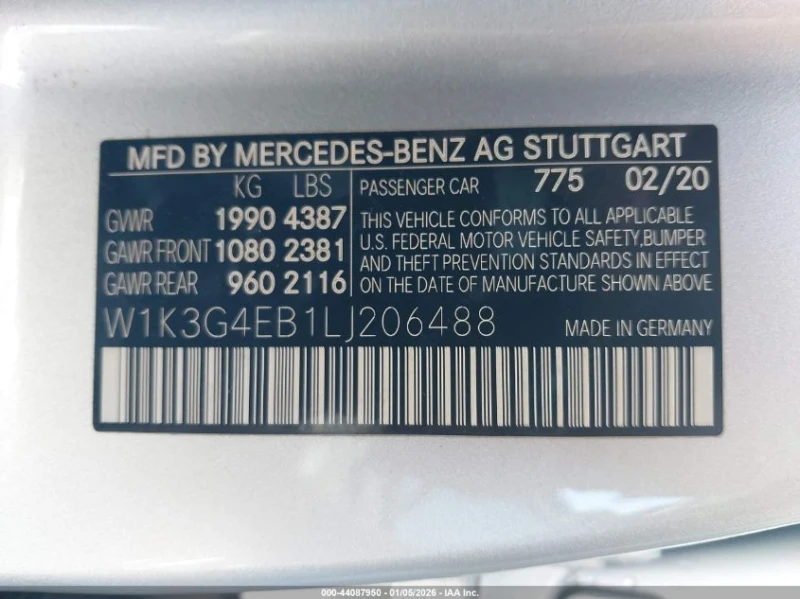 MFD BY MERCEDES-BENZ AG STUTTGART
KG LBS
GVWR 1990 4387
GAWR FRONT 1080 2381
GAWR REAR 960 2116
PASSENGER CAR 775 02/20
THIS VEHICLE CONFORMS TO ALL APPLICABLE
U.S. FEDERAL MOTOR VEHICLE SAFETY,BUMPER
AND THEFT PREVENTION STANDARDS IN EFFECT
ON THE DATE OF MANUFACTURE SHOWN ABOVE
W1K3G4EB1LJ206488
MADE IN GERMANY
000-44087950 - 01/05/2026 - IAA Inc.